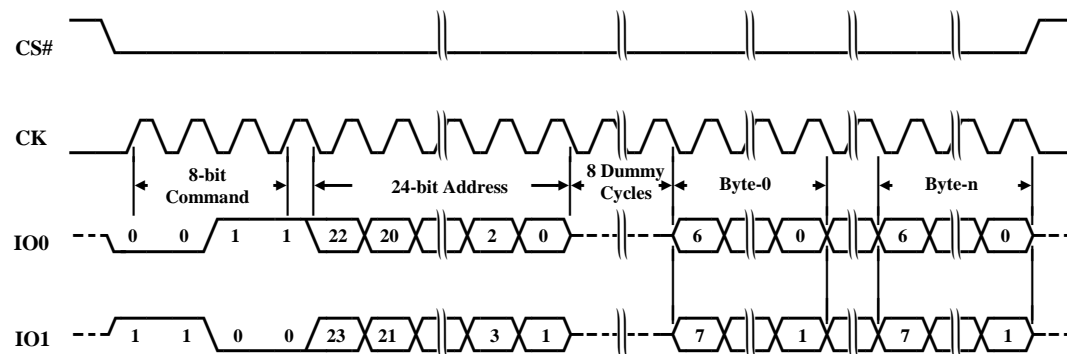 CS#
CK
8-bit
Command
24-bit Address
8 Dummy
Cycles
Byte-0
Byte-n
IO0 0 0 1 1 22 20 2 0 6 0 6 0
IO1 1 1 0 0 23 21 3 1 7 1 7 1